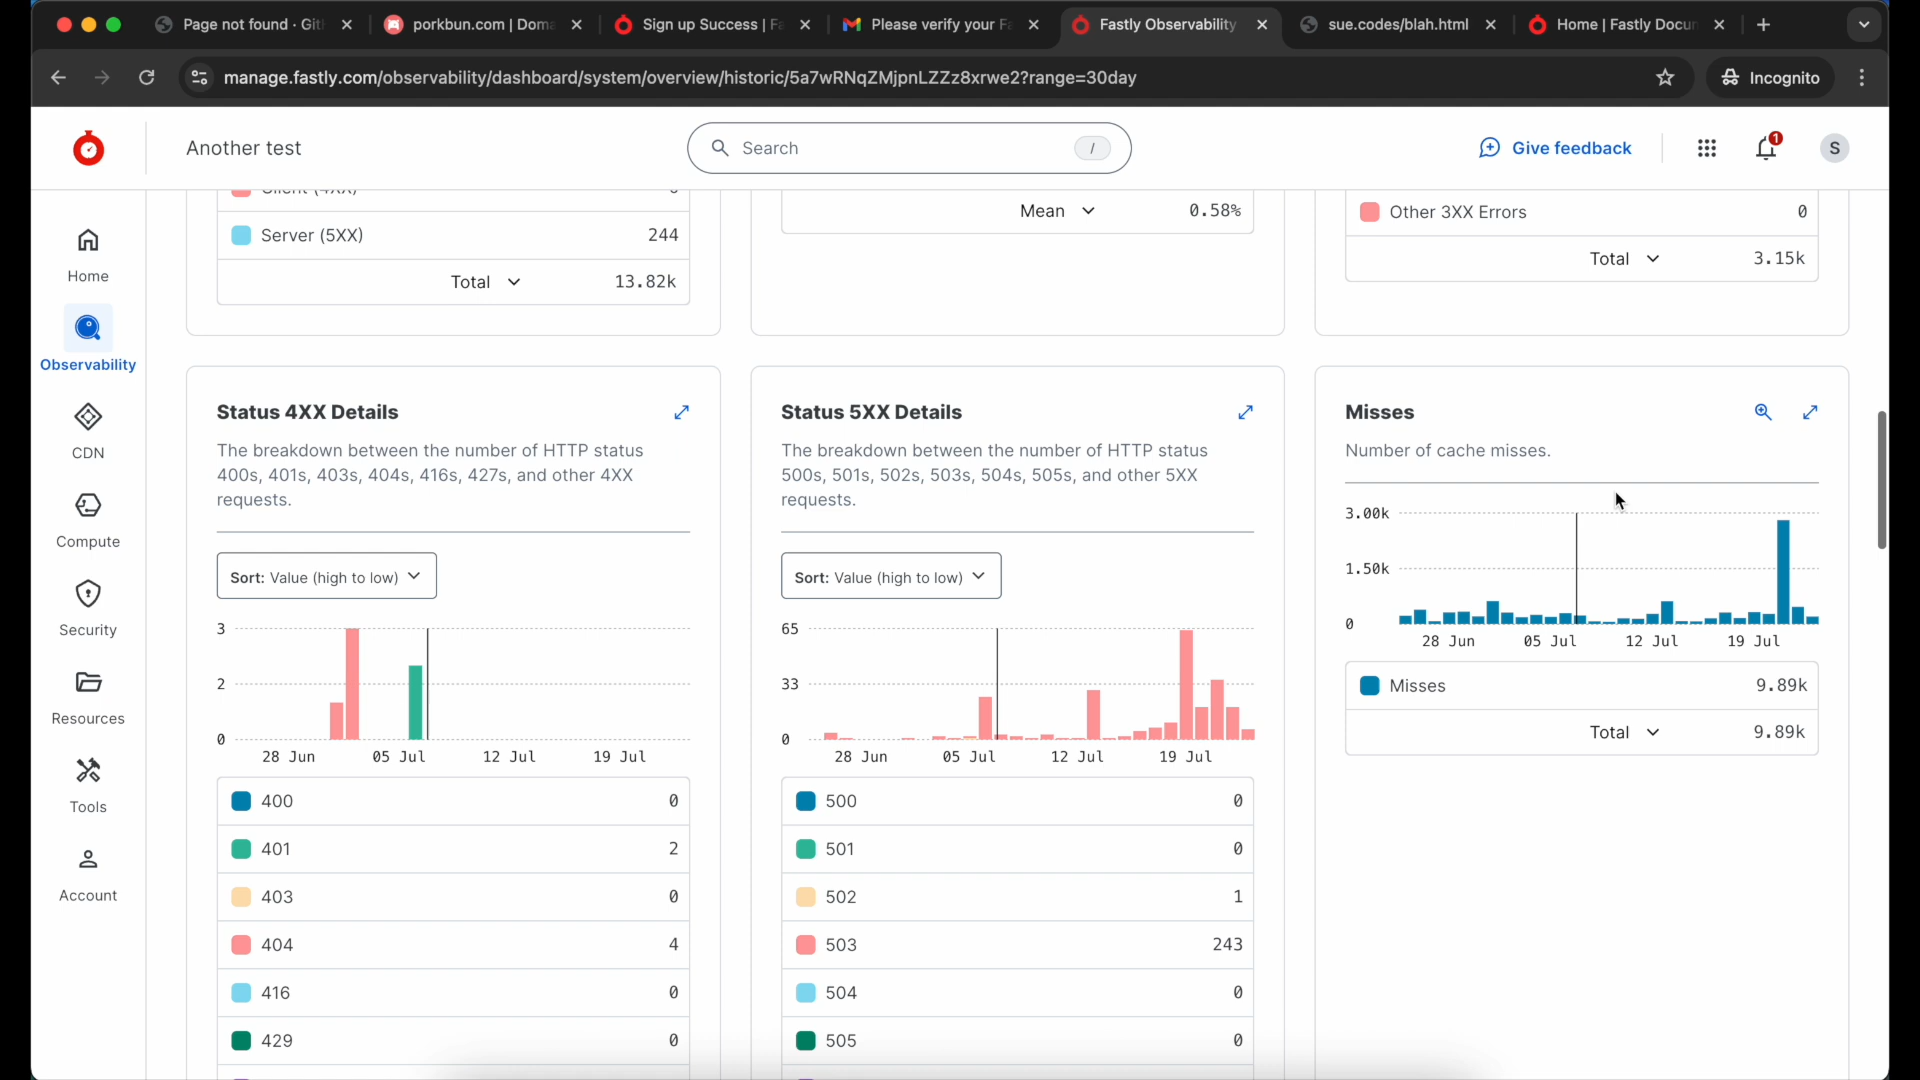 Page not found · Git
porkbun.com | Doma
Sign up Success | Fa
Please verify your Fa
Fastly Observability
sue.codes/blah.html
Home | Fastly Docun
manage.fastly.com/observability/dashboard/system/overview/historic/5a7wRNqZMjpnLZZz8xrwe2?range=30day
Incognito
Another test
Search
/
Give feedback
1
S
Home
Observability
CDN
Compute
Security
Resources
Tools
Account
Client (4XX)
Server (5XX) 244
Total 13.82k
Mean 0.58%
Other 3XX Errors 0
Total 3.15k
Status 4XX Details
The breakdown between the number of HTTP status
400s, 401s, 403s, 404s, 416s, 427s, and other 4XX
requests.
Sort: Value (high to low)
3
2
0
28 Jun 05 Jul 12 Jul 19 Jul
400 0
401 2
403 0
404 4
416 0
429 0
Status 5XX Details
The breakdown between the number of HTTP status
500s, 501s, 502s, 503s, 504s, 505s, and other 5XX
requests.
Sort: Value (high to low)
65
33
0
28 Jun 05 Jul 12 Jul 19 Jul
500 0
501 0
502 1
503 243
504 0
505 0
Misses
Number of cache misses.
3.00k
1.50k
0
28 Jun 05 Jul 12 Jul 19 Jul
Misses 9.89k
Total 9.89k